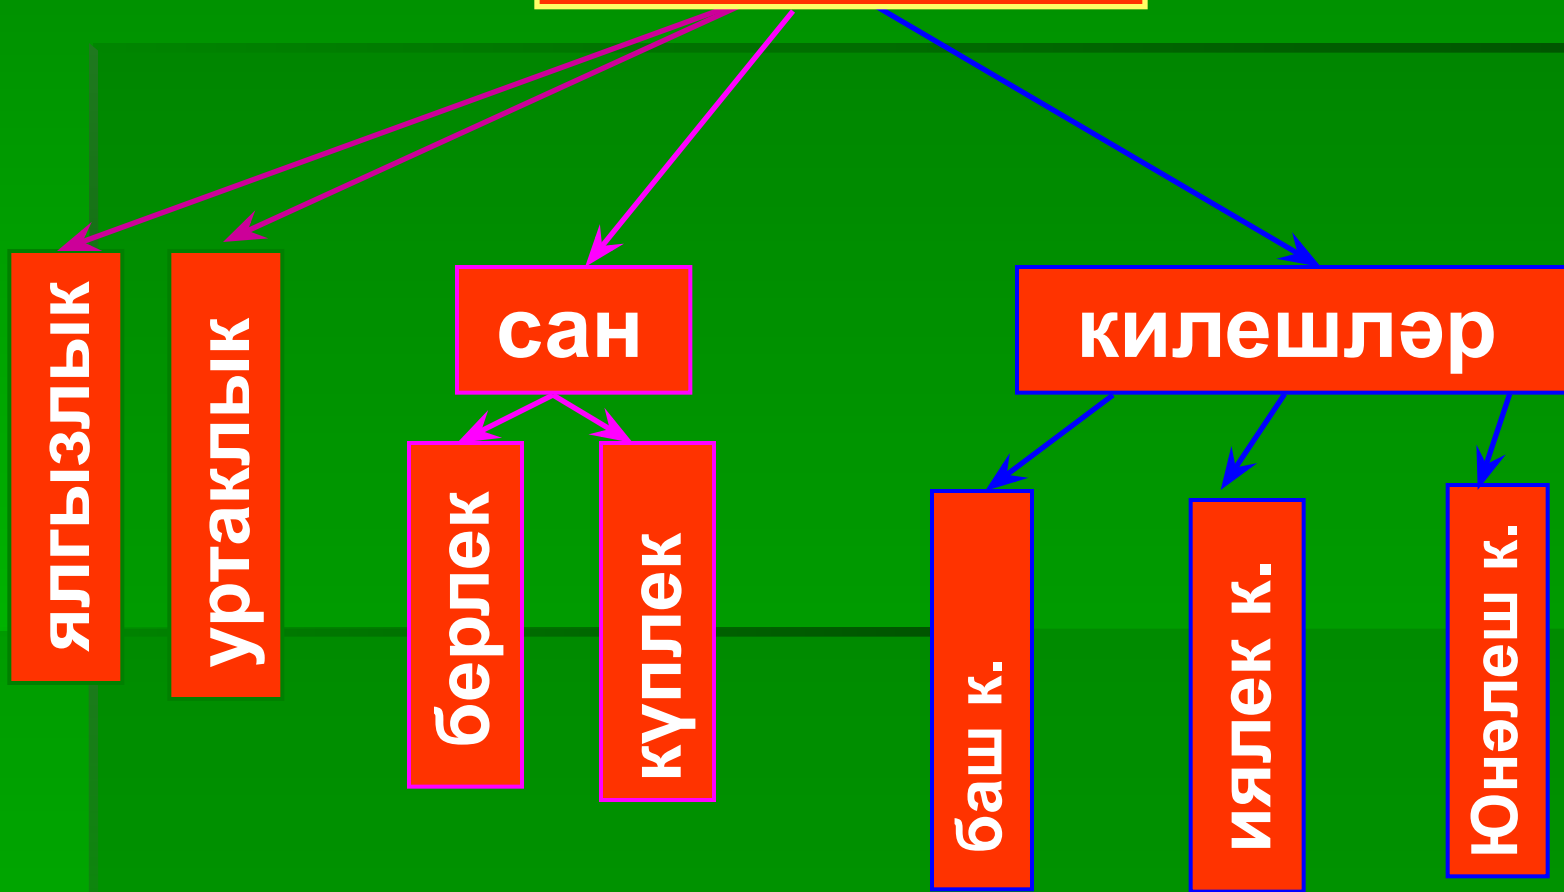 ялгызлык
уртаклык
сан
берлек
күплек
килешләр
баш к.
иялек к.
Юнәлеш к.